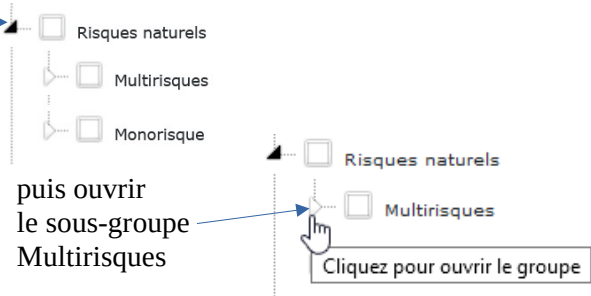 Risques naturels
Multirisques
Monorisque
puis ouvrir
le sous-groupe
Multirisques
Risques naturels
Multirisques
Cliquez pour ouvrir le groupe